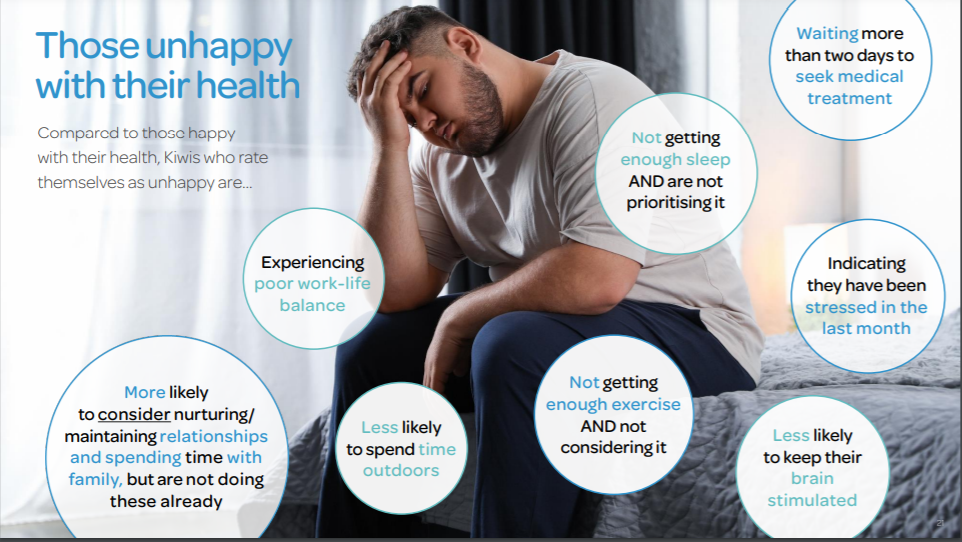 Those unhappy
with their health
Compared to those happy
with their health, Kiwis who rate
themselves as unhappy are...
Waiting more
than two days to
seek medical
treatment
Not getting
enough sleep
AND are not
prioritising it
Experiencing
poor work-life
balance
Indicating
they have been
stressed in the
last month
More likely
to consider nurturing/
maintaining relationships
and spending time with
family, but are not doing
these already
Less likely
to spend time
outdoors
Not getting
enough exercise
AND not
considering it
Less likely
to keep their
brain
stimulated